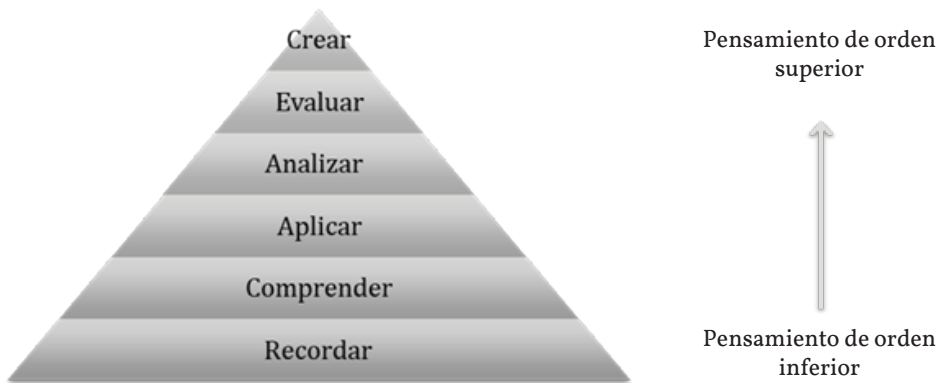 Crear
Evaluar
Analizar
Aplicar
Comprender
Recordar
Pensamiento de orden
superior
Pensamiento de orden
inferior